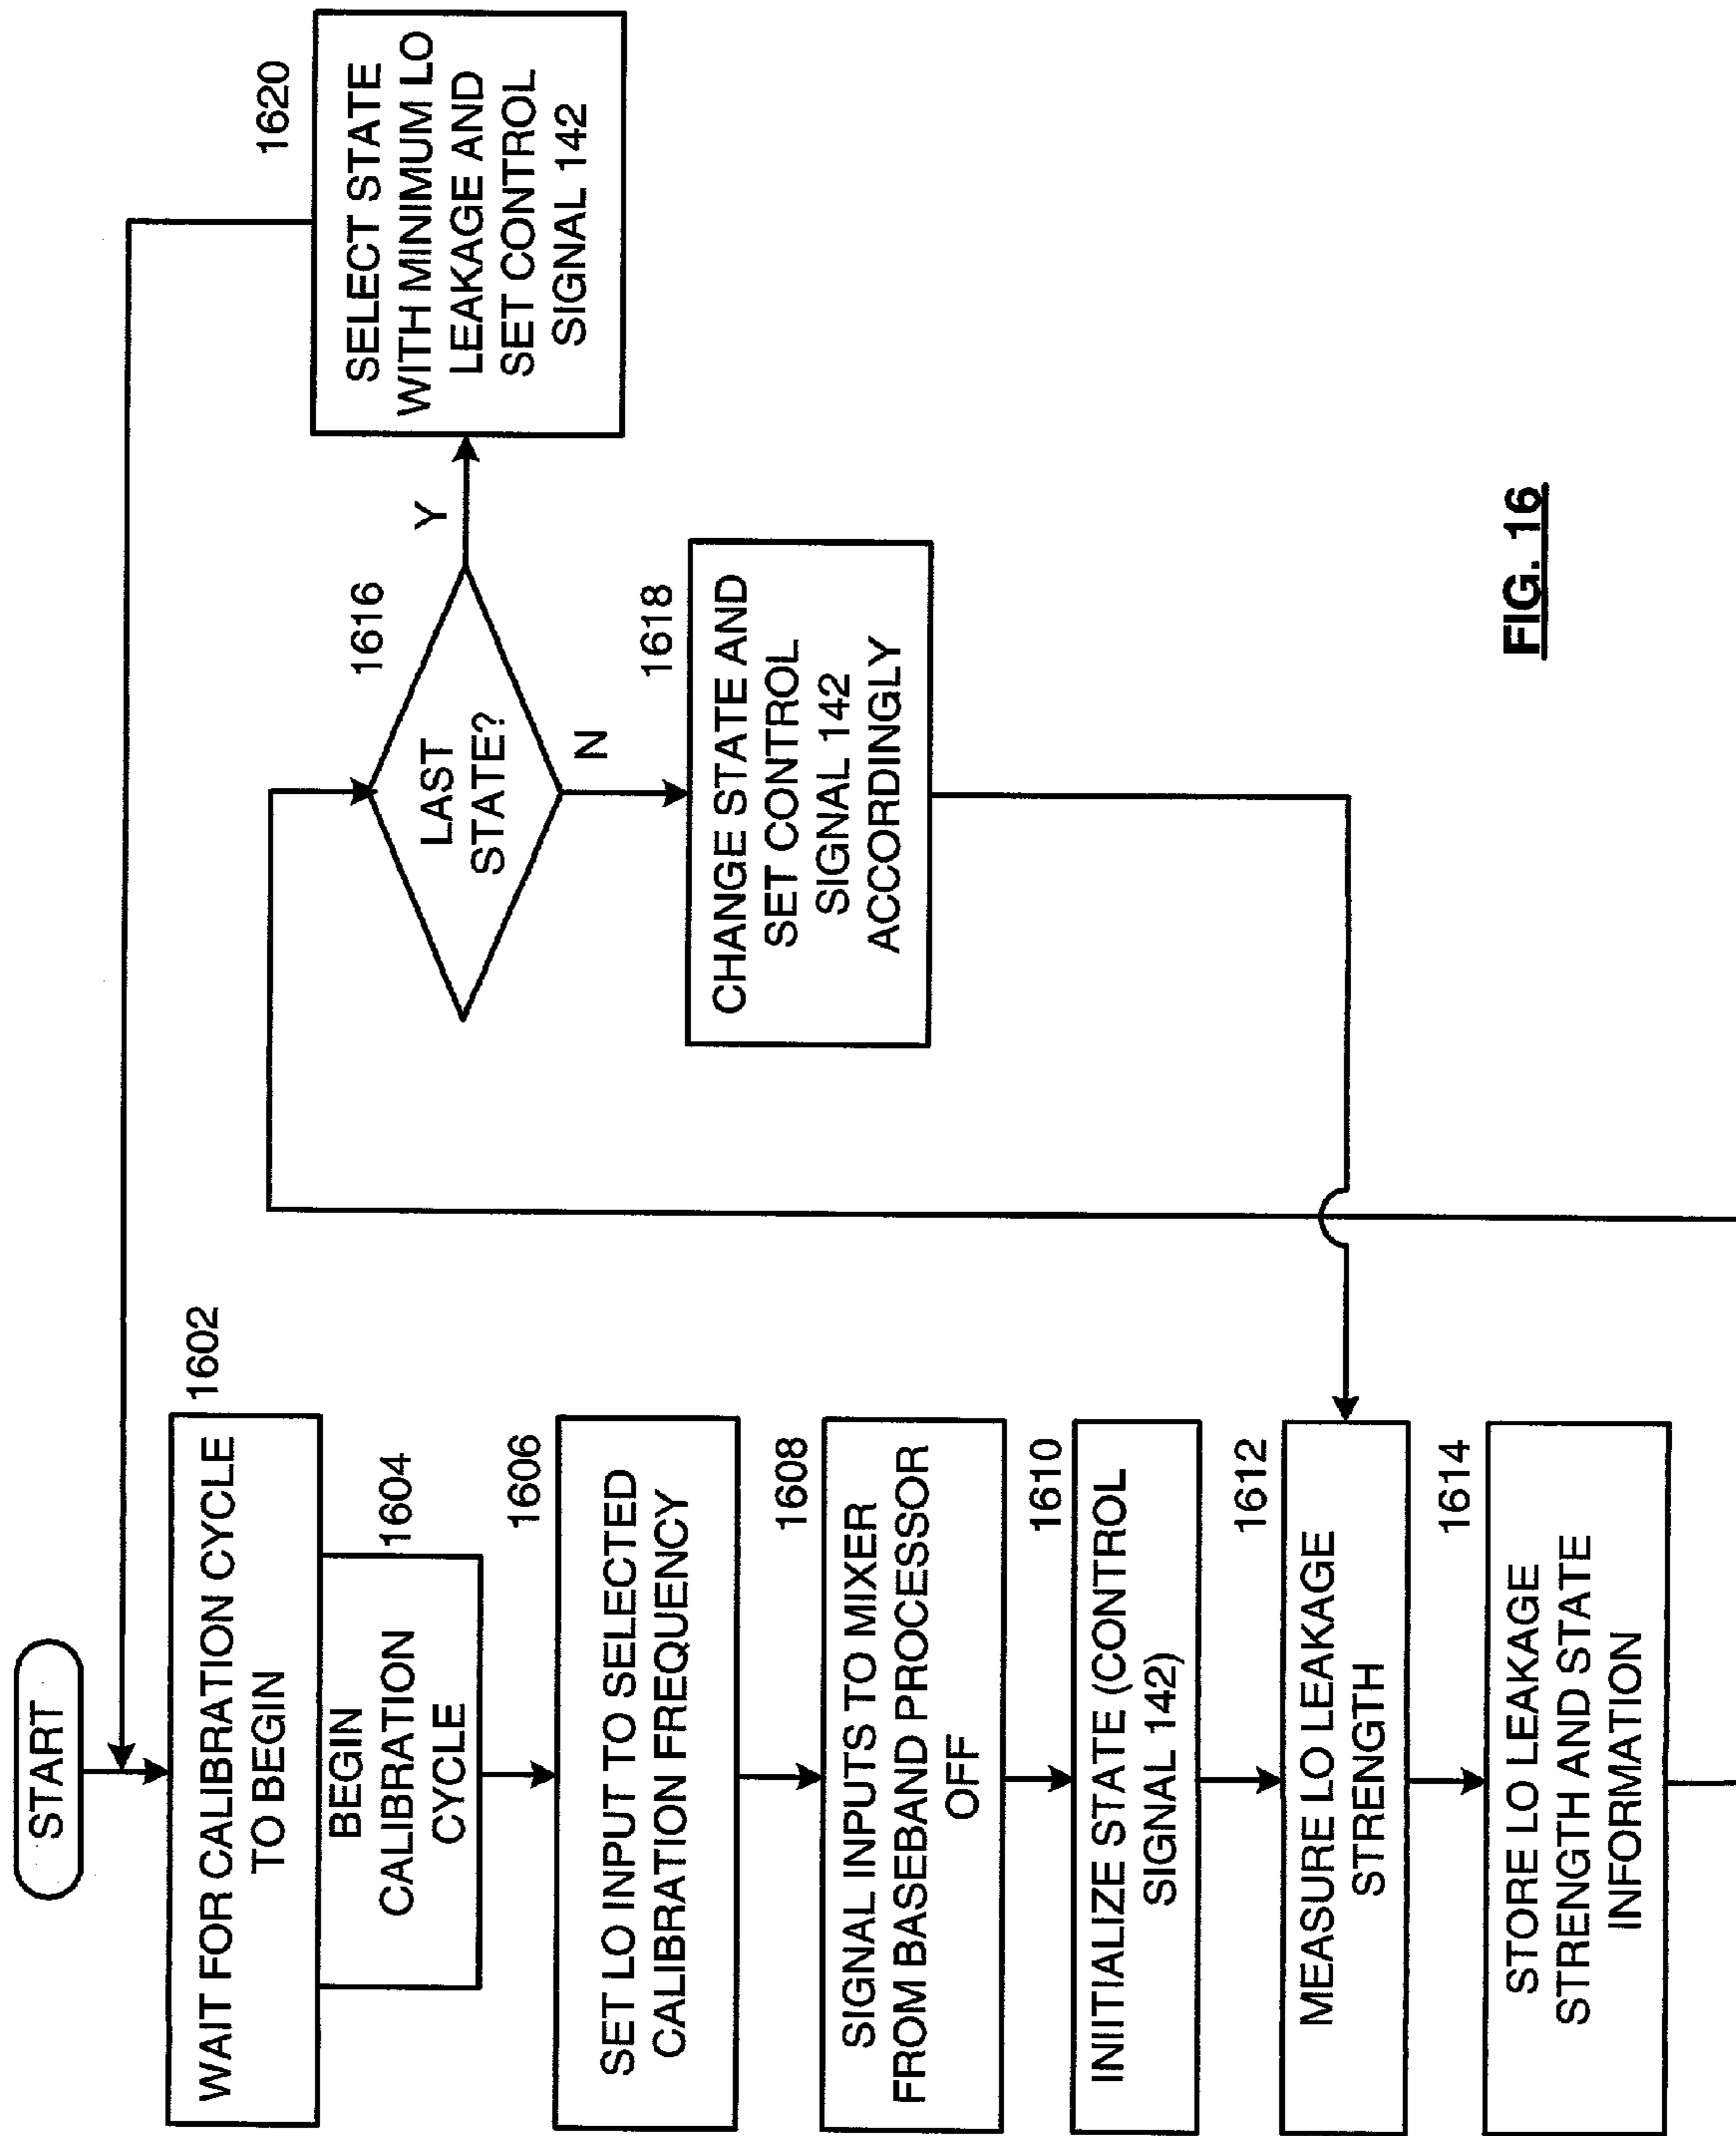 START
1602
WAIT FOR CALIBRATION CYCLE
TO BEGIN
1604
BEGIN
CALIBRATION
CYCLE
1606
SET LO INPUT TO SELECTED
CALIBRATION FREQUENCY
1608
SIGNAL INPUTS TO MIXER
FROM BASEBAND PROCESSOR
OFF
1610
INIITIALIZE STATE (CONTROL
SIGNAL 142)
1612
MEASURE LO LEAKAGE
STRENGTH
1614
STORE LO LEAKAGE
STRENGTH AND STATE
INFORMATION
1616
LAST
STATE?
Y
N
1618
CHANGE STATE AND
SET CONTROL
SIGNAL 142
ACCORDINGLY
1620
SELECT STATE
WITH MINIMUM LO
LEAKAGE AND
SET CONTROL
SIGNAL 142
FIG. 16